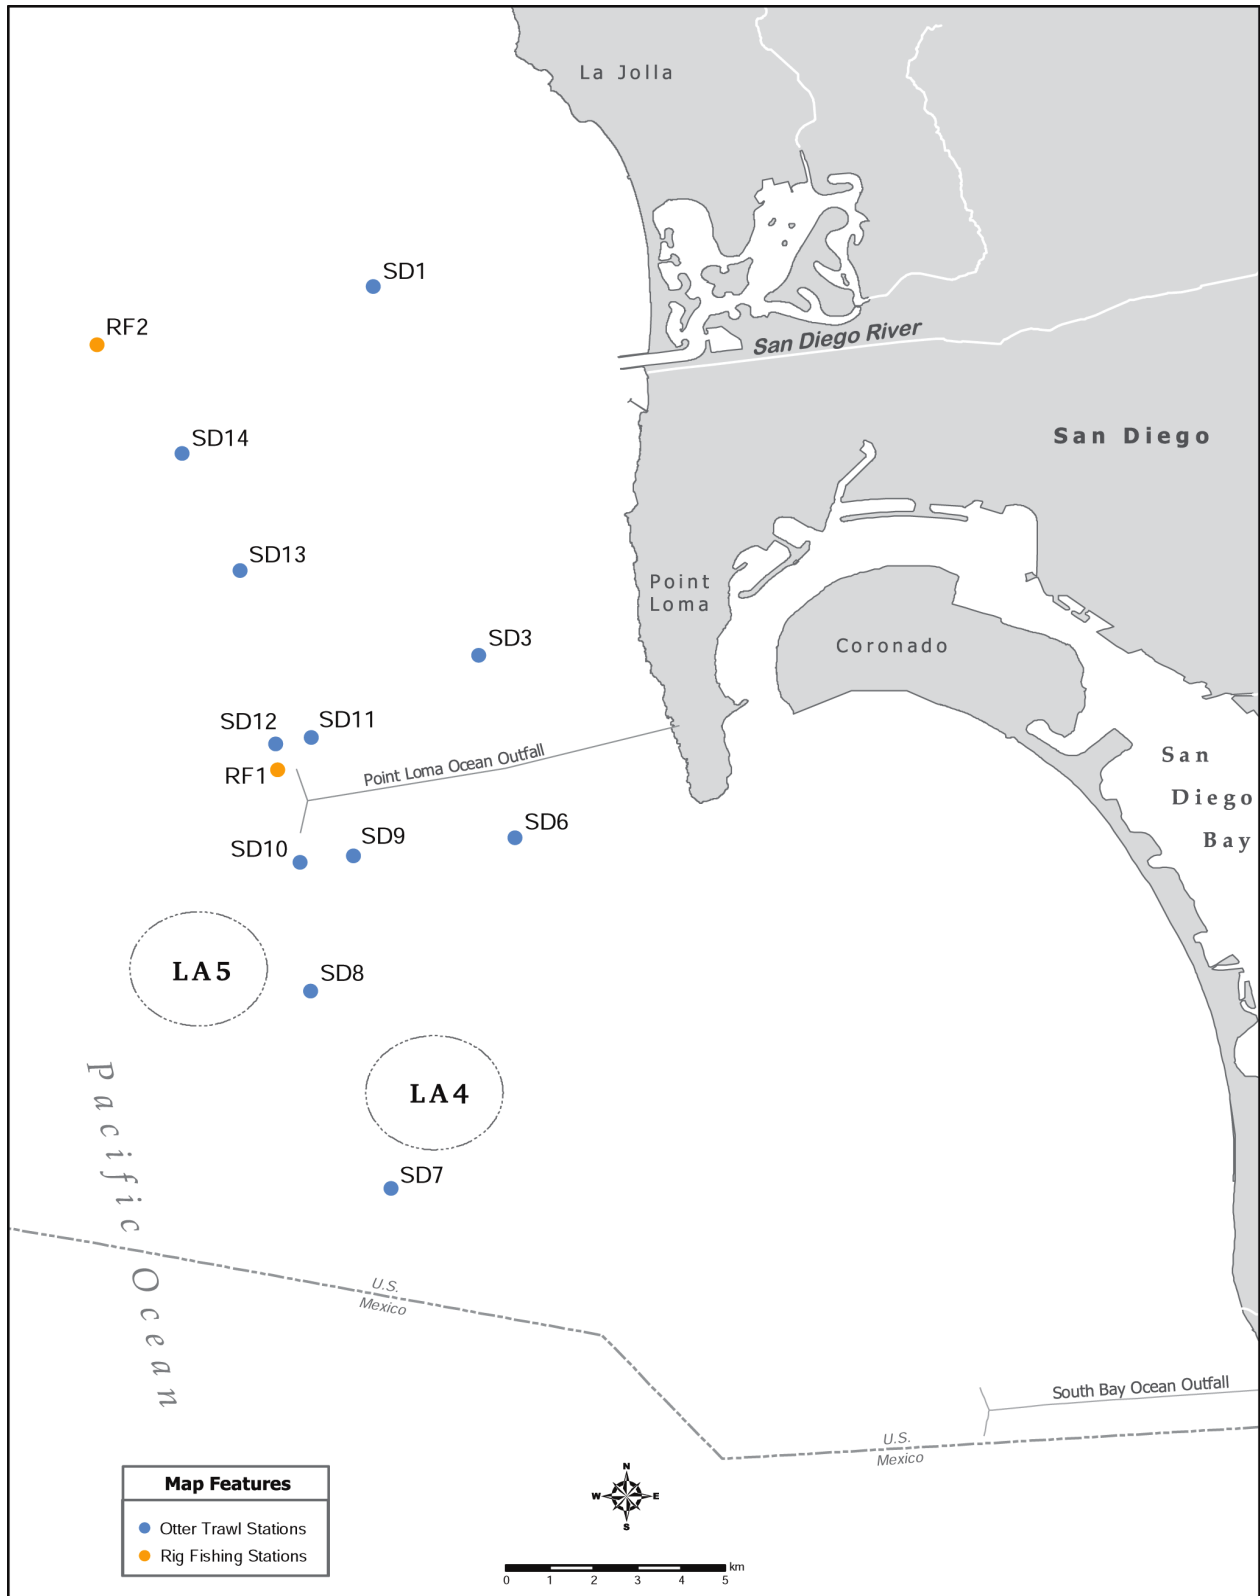 La Jolla
SD1
RF2
San Diego River
SD14
San Diego
SD13
Point
Loma
SD3
Coronado
SD12
SD11
Point Loma Ocean Outfall
RF1
San
Diego
Bay
SD6
SD9
SD10
LA5
SD8
LA4
Pacific Ocean
SD7
U.S.
Mexico
South Bay Ocean Outfall
U.S.
Mexico
Map Features
Otter Trawl Stations
Rig Fishing Stations
N
W E
S
km
0 1 2 3 4 5